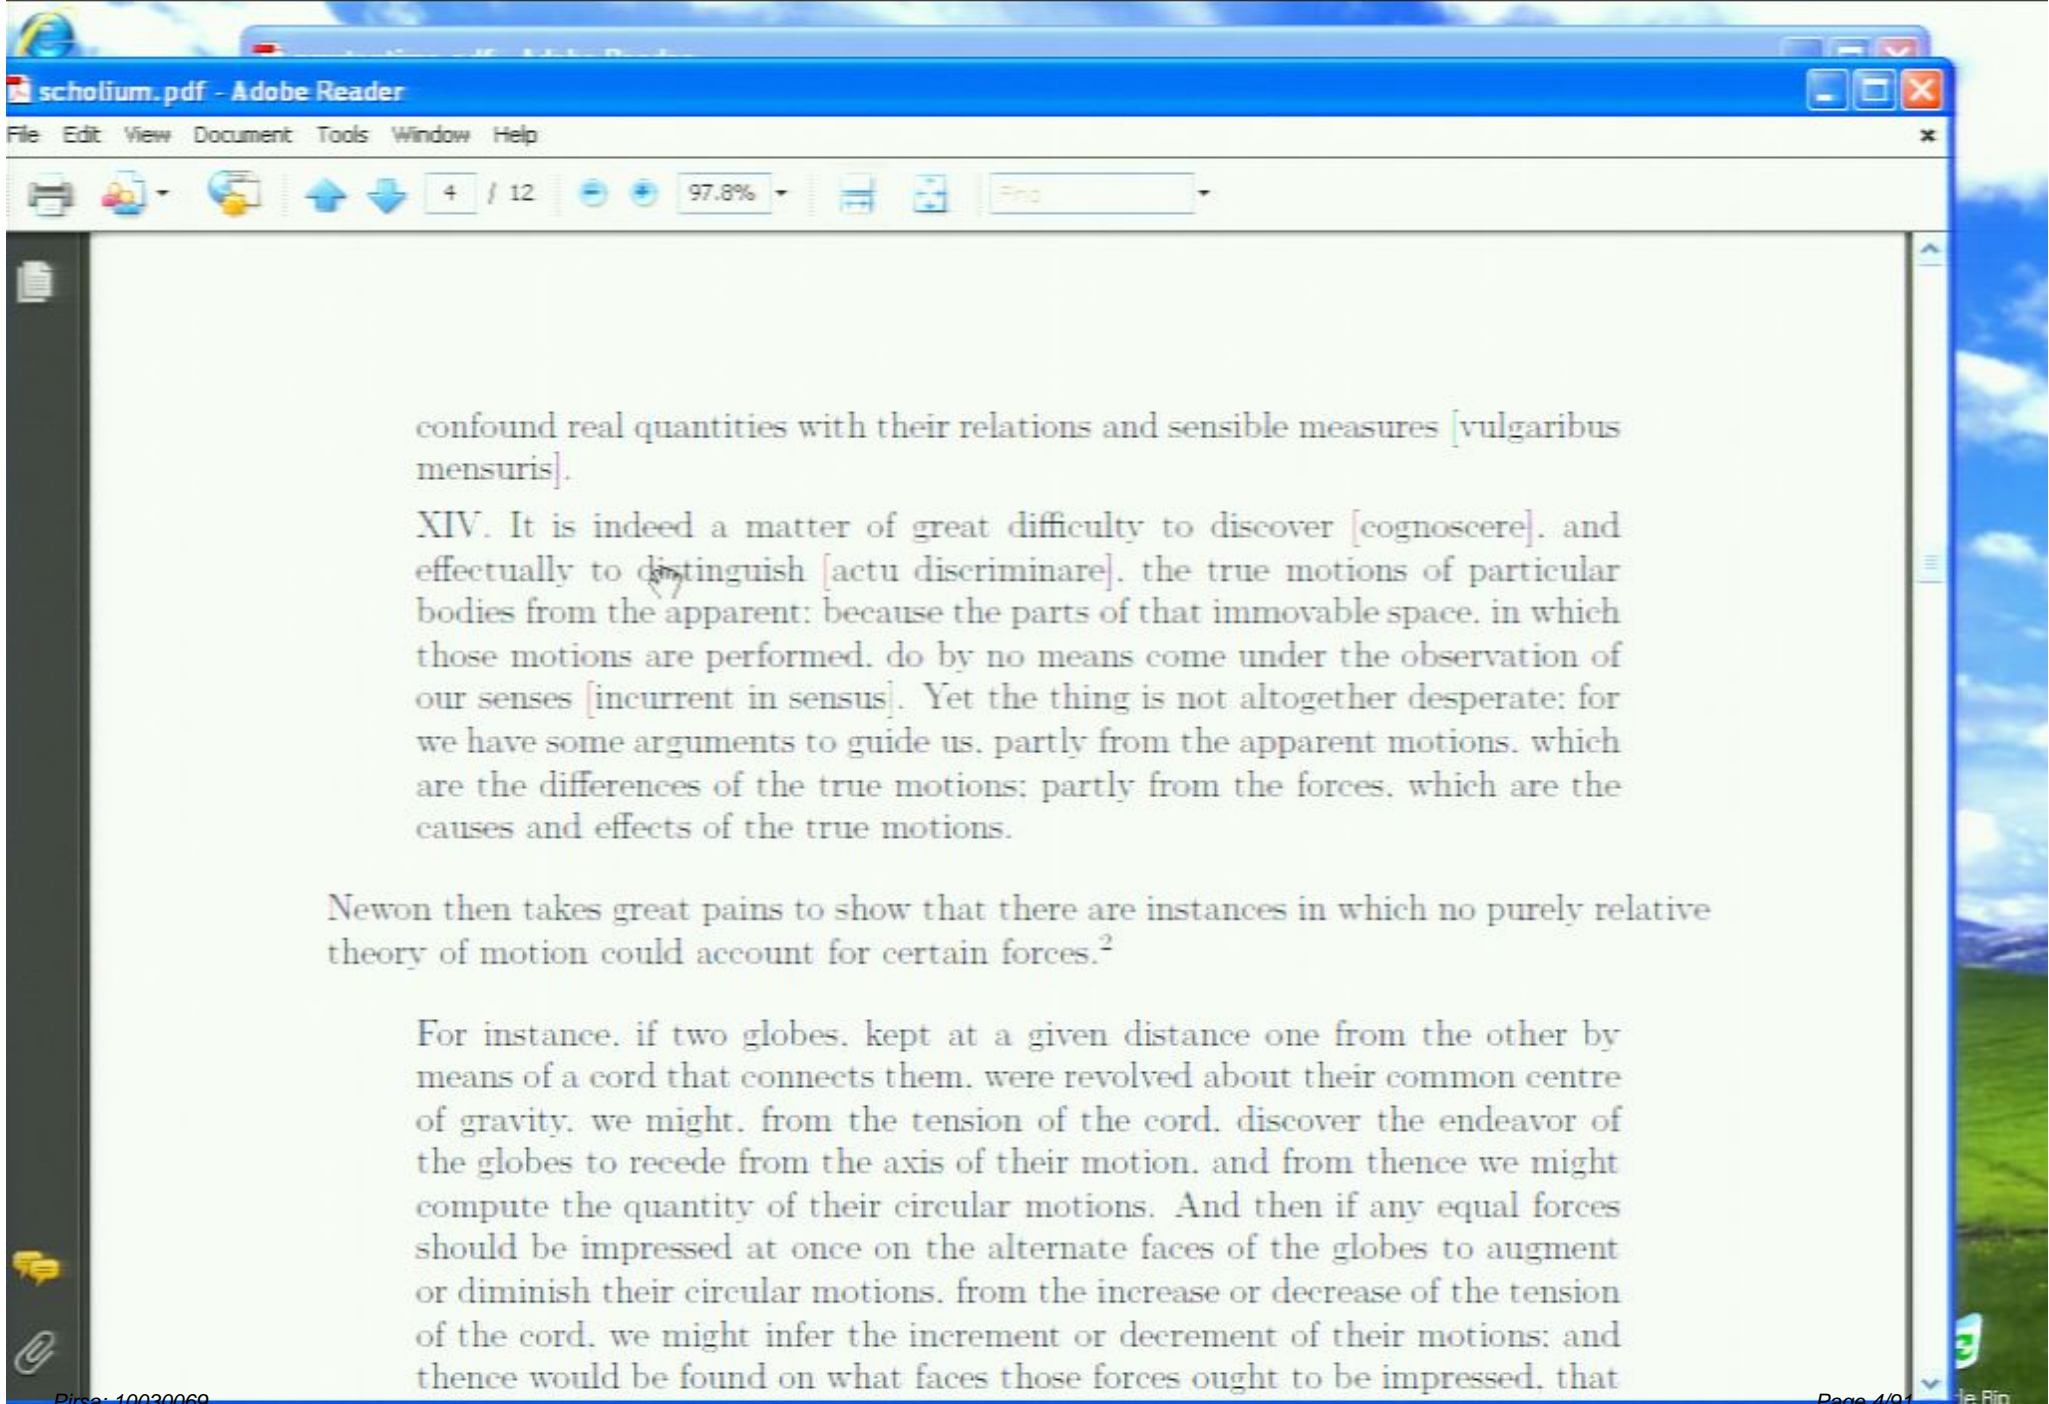 scholium.pdf - Adobe Reader
File Edit View Document Tools Window Help
4 / 12 97.8% Find
confound real quantities with their relations and sensible measures [vulgaribus
mensuris].
XIV. It is indeed a matter of great difficulty to discover [cognoscere], and
effectually to distinguish [actu discriminare], the true motions of particular
bodies from the apparent; because the parts of that immovable space, in which
those motions are performed, do by no means come under the observation of
our senses [incurrent in sensus]. Yet the thing is not altogether desperate; for
we have some arguments to guide us, partly from the apparent motions, which
are the differences of the true motions; partly from the forces, which are the
causes and effects of the true motions.
Newon then takes great pains to show that there are instances in which no purely relative
theory of motion could account for certain forces.²
For instance, if two globes, kept at a given distance one from the other by
means of a cord that connects them, were revolved about their common centre
of gravity, we might, from the tension of the cord, discover the endeavor of
the globes to recede from the axis of their motion, and from thence we might
compute the quantity of their circular motions. And then if any equal forces
should be impressed at once on the alternate faces of the globes to augment
or diminish their circular motions, from the increase or decrease of the tension
of the cord, we might infer the increment or decrement of their motions; and
thence would be found on what faces those forces ought to be impressed, that
Pirsa: 10030069
Page 4/91